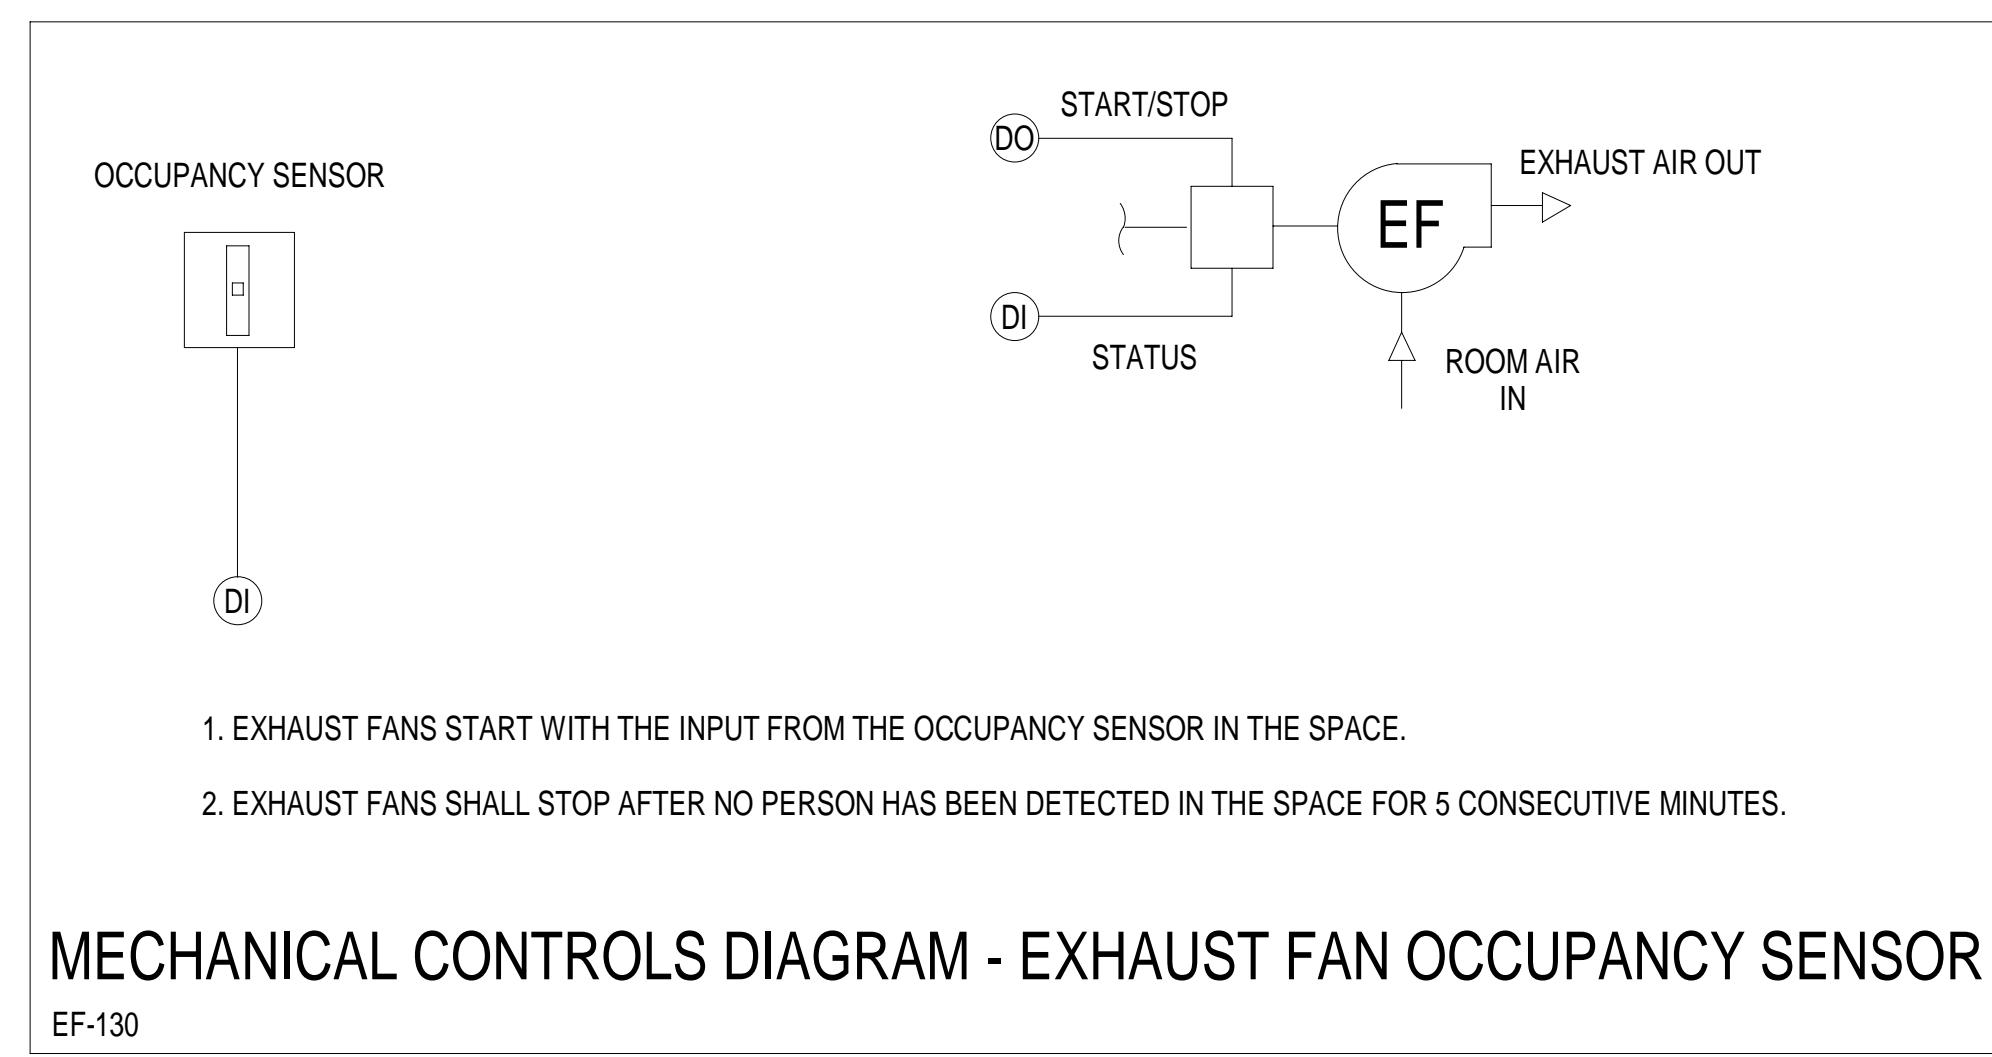 OCCUPANCY SENSOR
DI
START/STOP
DO
EXHAUST AIR OUT
EF
DI
STATUS
ROOM AIR
IN
1. EXHAUST FANS START WITH THE INPUT FROM THE OCCUPANCY SENSOR IN THE SPACE.
2. EXHAUST FANS SHALL STOP AFTER NO PERSON HAS BEEN DETECTED IN THE SPACE FOR 5 CONSECUTIVE MINUTES.
MECHANICAL CONTROLS DIAGRAM - EXHAUST FAN OCCUPANCY SENSOR
EF-130